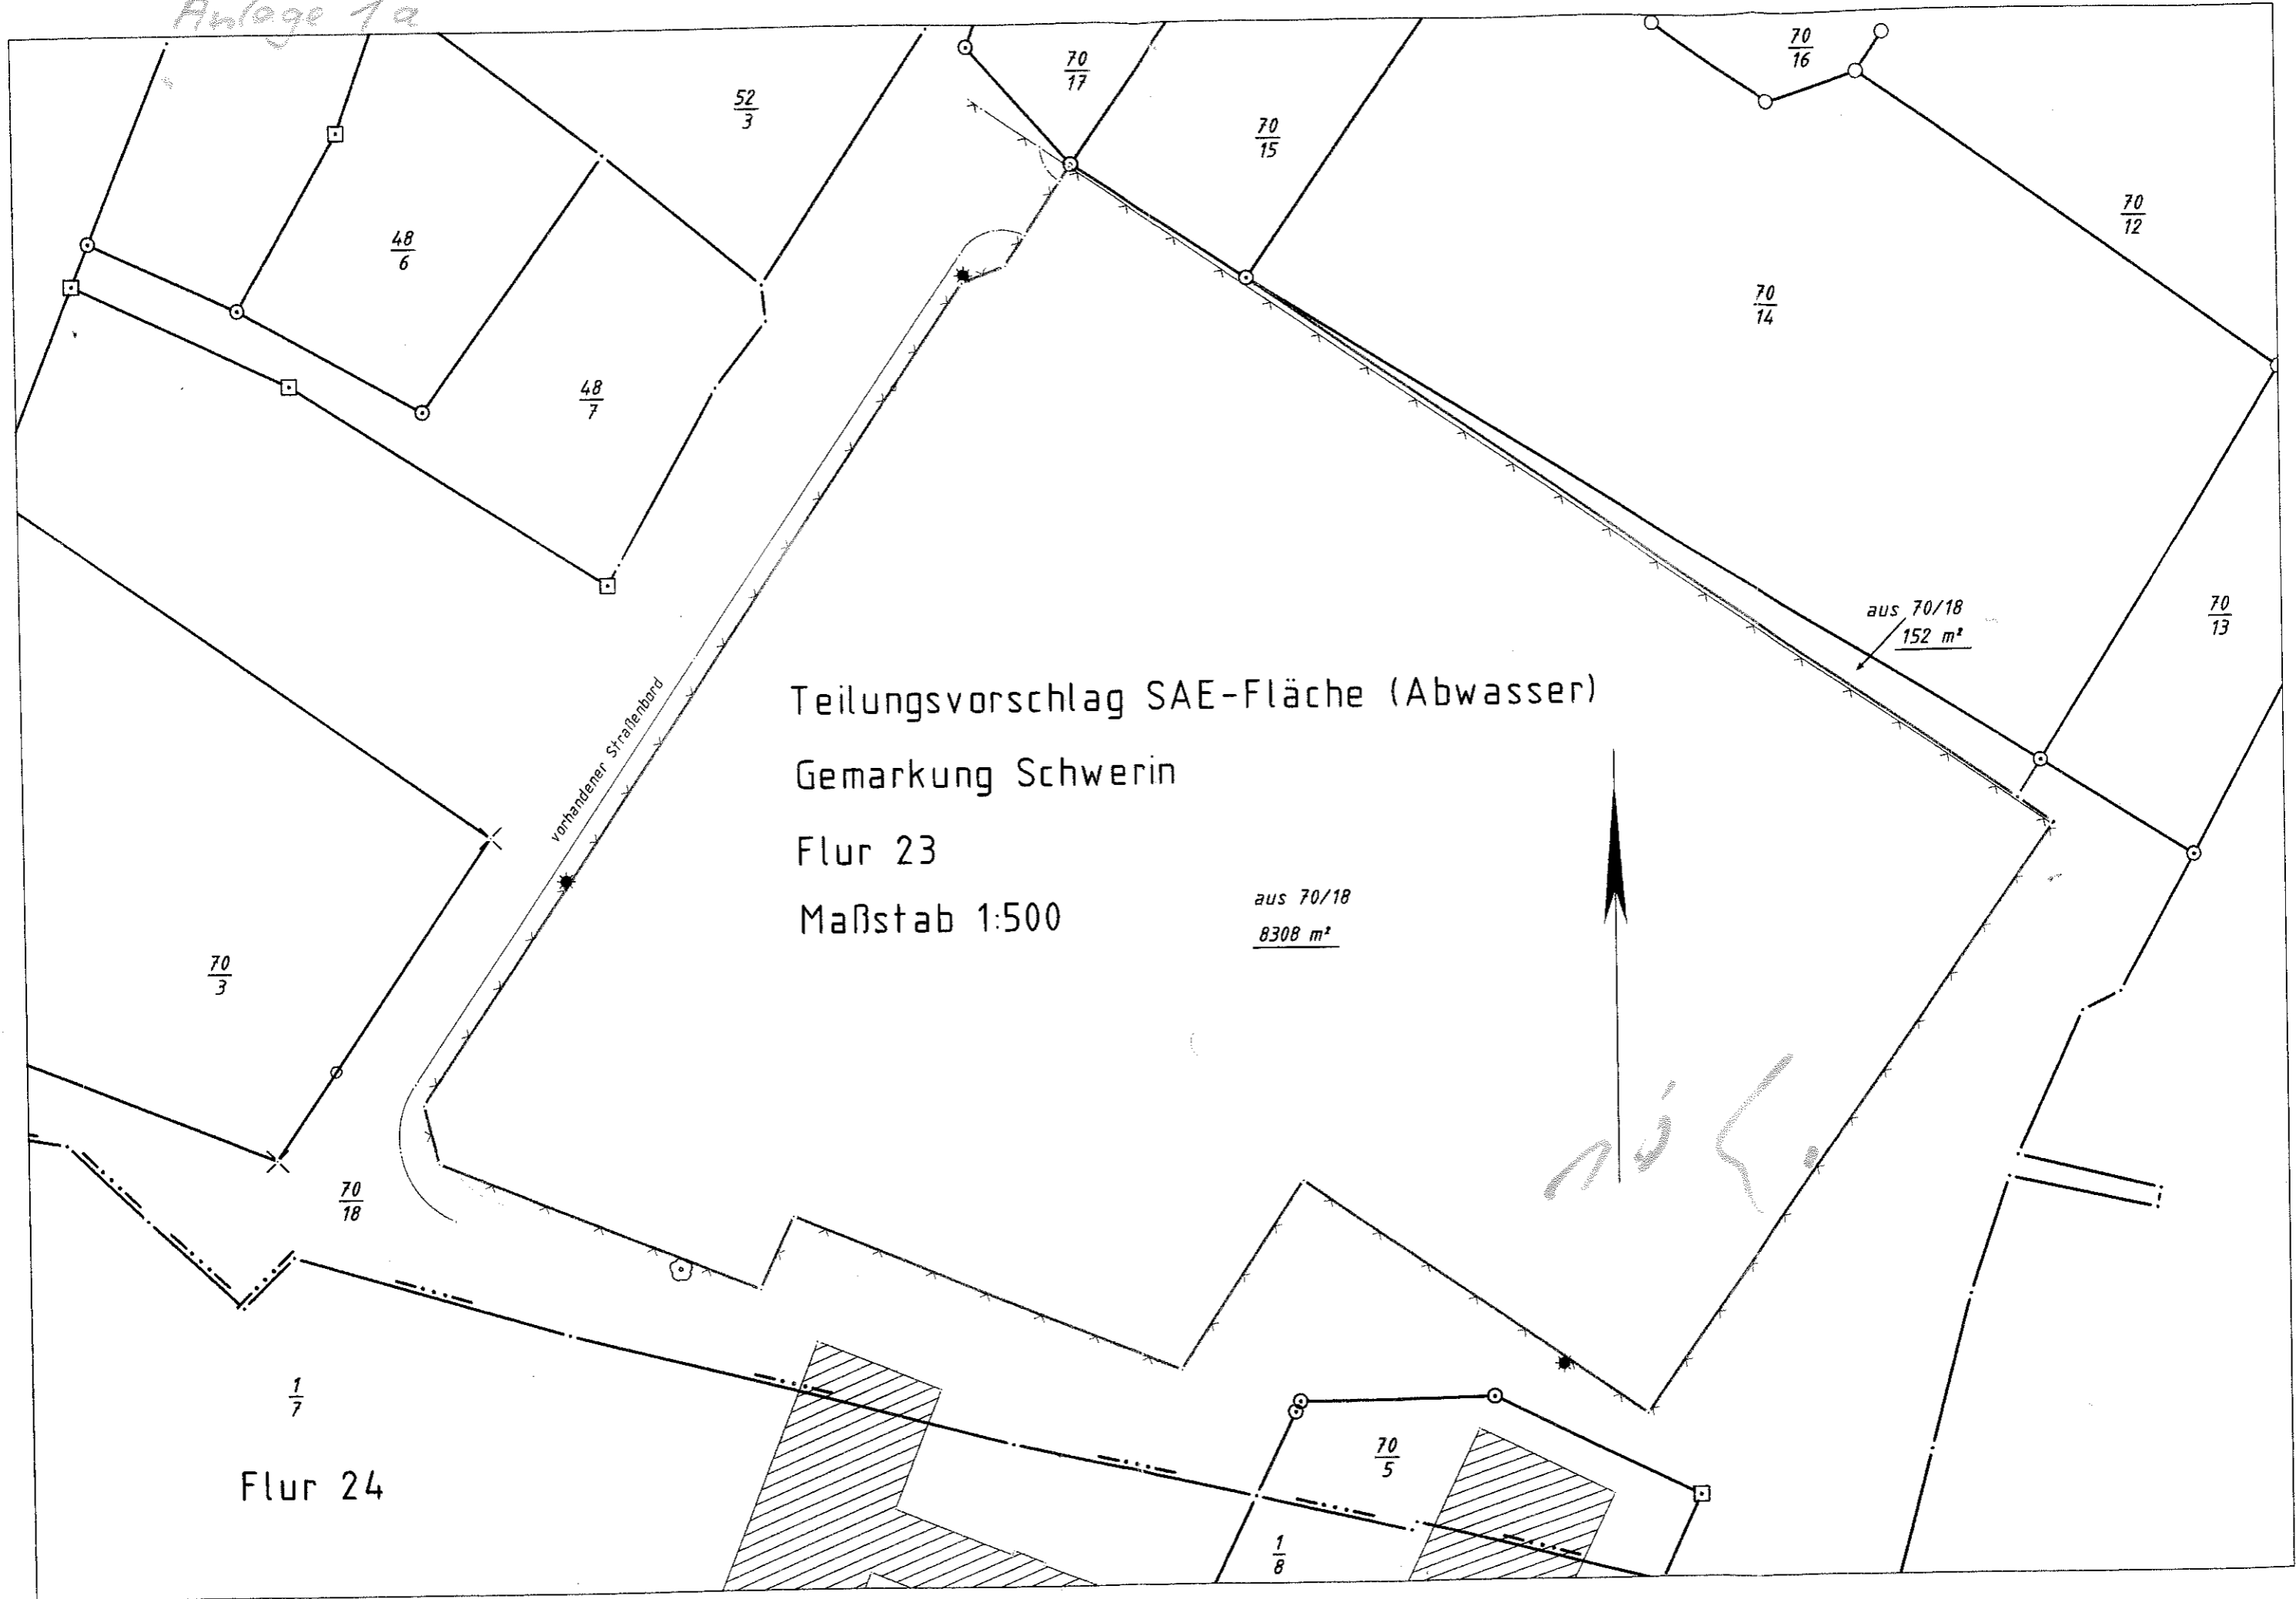 Anlage 1a
70
16
70
17
52
3
70
15
70
12
48
6
70
14
48
7
aus 70/18
152 m²
70
13
vorhandener Straßenbord
Teilungsvorschlag SAE-Fläche (Abwasser)
Gemarkung Schwerin
Flur 23
Maßstab 1:500
aus 70/18
8308 m²
70
3
70
18
1
7
70
5
Flur 24
1
8